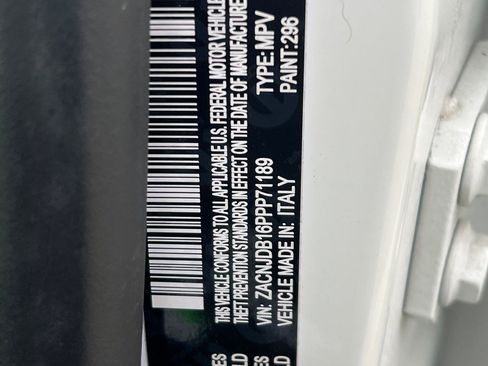 THIS VEHICLE CONFORMS TO ALL APPLICABLE U.S. FEDERAL MOTOR VEHICLE
THEFT PREVENTION STANDARDS IN EFFECT ON THE DATE OF MANUFACTURE
VIN: ZACNJDB16PPP71189 TYPE: MPV
VEHICLE MADE IN: ITALY PAINT: 296